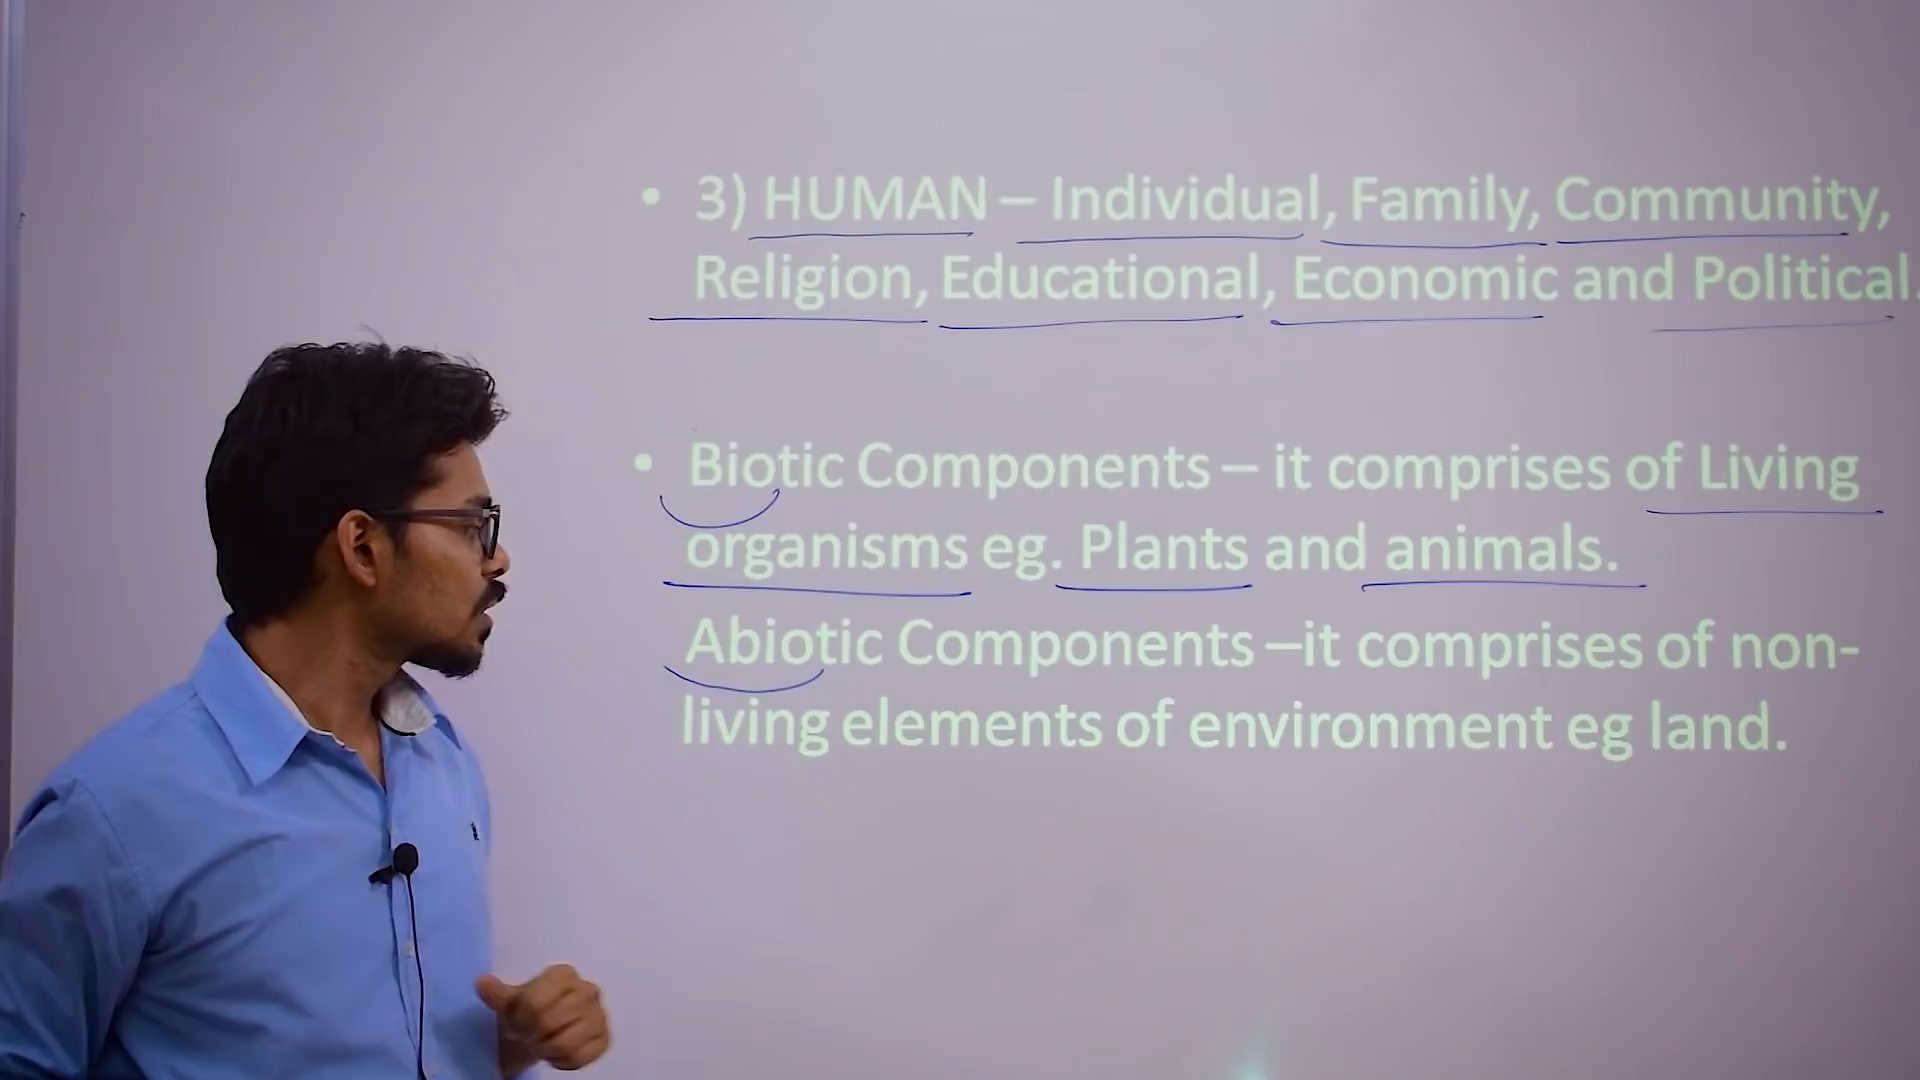 • 3) HUMAN – Individual, Family, Community,
Religion, Educational, Economic and Political.
• Biotic Components – it comprises of Living
organisms eg. Plants and animals.
Abiotic Components –it comprises of non-
living elements of environment eg land.